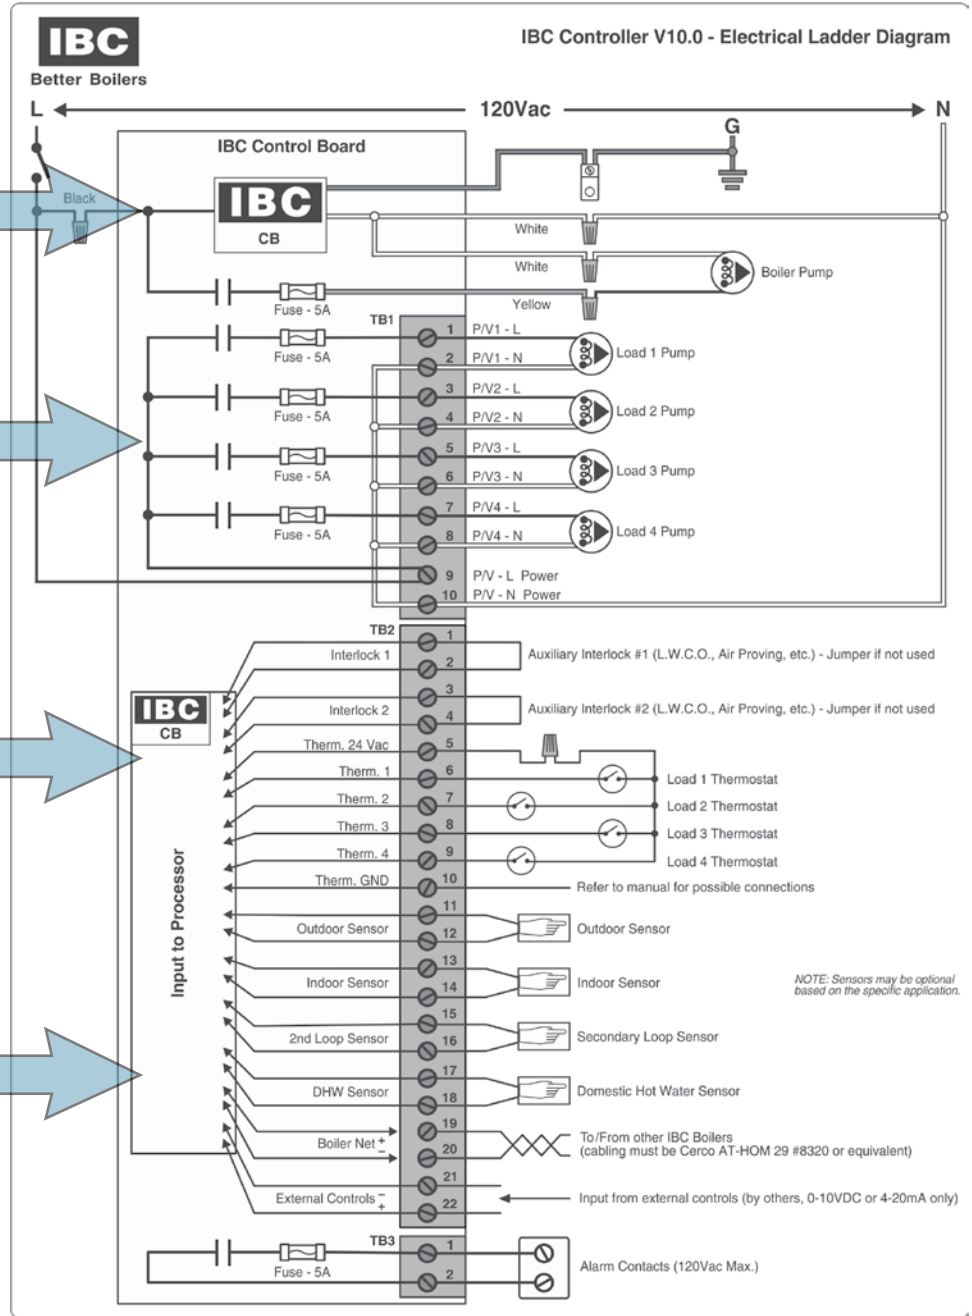 IBC
Better Boilers
IBC Controller V10.0 - Electrical Ladder Diagram
L
120Vac
N
G
IBC Control Board
Black
IBC
CB
White
White
Boiler Pump
Yellow
Fuse - 5A
TB1
1 P/V1 - L
Fuse - 5A
Load 1 Pump
2 P/V1 - N
3 P/V2 - L
Fuse - 5A
Load 2 Pump
4 P/V2 - N
5 P/V3 - L
Fuse - 5A
Load 3 Pump
6 P/V3 - N
7 P/V4 - L
Fuse - 5A
Load 4 Pump
8 P/V4 - N
9 P/V - L Power
10 P/V - N Power
TB2
1
Interlock 1
Auxiliary Interlock #1 (L.W.C.O., Air Proving, etc.) - Jumper if not used
2
3
Interlock 2
Auxiliary Interlock #2 (L.W.C.O., Air Proving, etc.) - Jumper if not used
4
IBC
CB
Input to Processor
Therm. 24 Vac 5
Therm. 1 6 Load 1 Thermostat
Therm. 2 7 Load 2 Thermostat
Therm. 3 8 Load 3 Thermostat
Therm. 4 9 Load 4 Thermostat
Therm. GND 10 Refer to manual for possible connections
11
Outdoor Sensor 12 Outdoor Sensor
13
Indoor Sensor 14 Indoor Sensor
NOTE: Sensors may be optional
based on the specific application.
15
2nd Loop Sensor 16 Secondary Loop Sensor
17
DHW Sensor 18 Domestic Hot Water Sensor
19
Boiler Net + - 20
To/From other IBC Boilers
(cabling must be Cerco AT-HOM 29 #8320 or equivalent)
21
External Controls - + 22
Input from external controls (by others, 0-10VDC or 4-20mA only)
TB3
1
Fuse - 5A
2
Alarm Contacts (120Vac Max.)